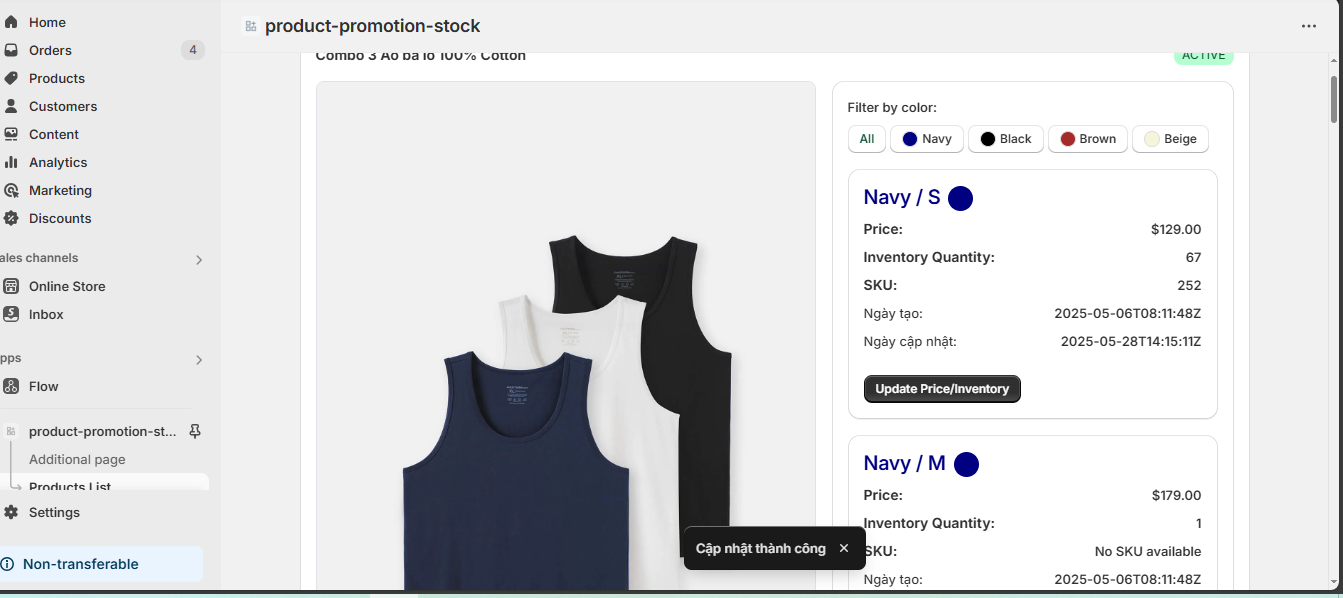 Home
Orders
4
Products
Customers
Content
Analytics
Marketing
Discounts
ales channels
Online Store
Inbox
pps
Flow
product-promotion-st...
Additional page
Products List
Settings
Non-transferable
product-promotion-stock
Combo 3 Áo ba lỗ 100% Cotton
ACTIVE
Filter by color:
All
Navy
Black
Brown
Beige
Navy / S
Price: $129.00
Inventory Quantity: 67
SKU: 252
Ngày tạo: 2025-05-06T08:11:48Z
Ngày cập nhật: 2025-05-28T14:15:11Z
Update Price/Inventory
Navy / M
Price: $179.00
Inventory Quantity: 1
SKU: No SKU available
Ngày tạo: 2025-05-06T08:11:48Z
Cập nhật thành công